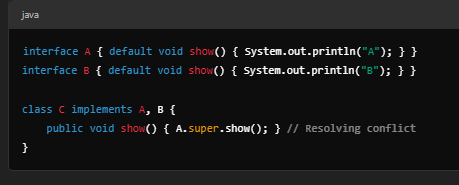 java
interface A { default void show() { System.out.println("A"); } }
interface B { default void show() { System.out.println("B"); } }
class C implements A, B {
public void show() { A.super.show(); } // Resolving conflict
}